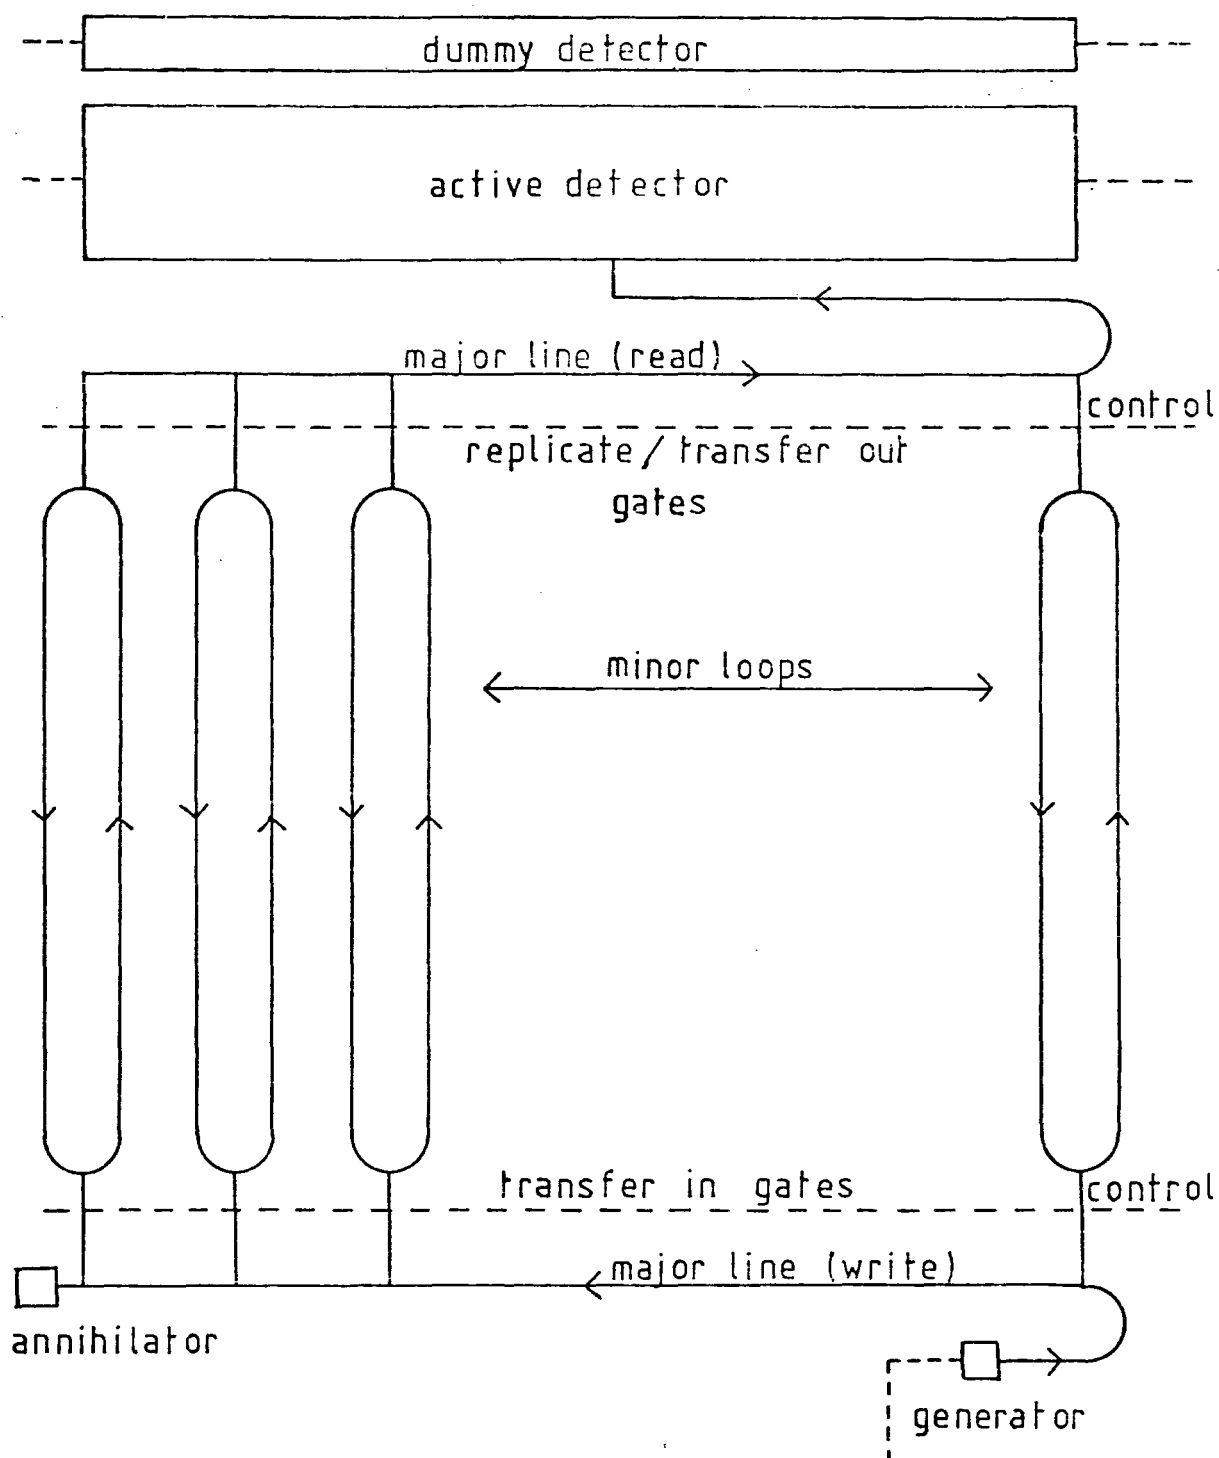 dummy detector
active detector
major line (read)
control
replicate/transfer out
gates
minor loops
transfer in gates
control
major line (write)
annihilator
generator